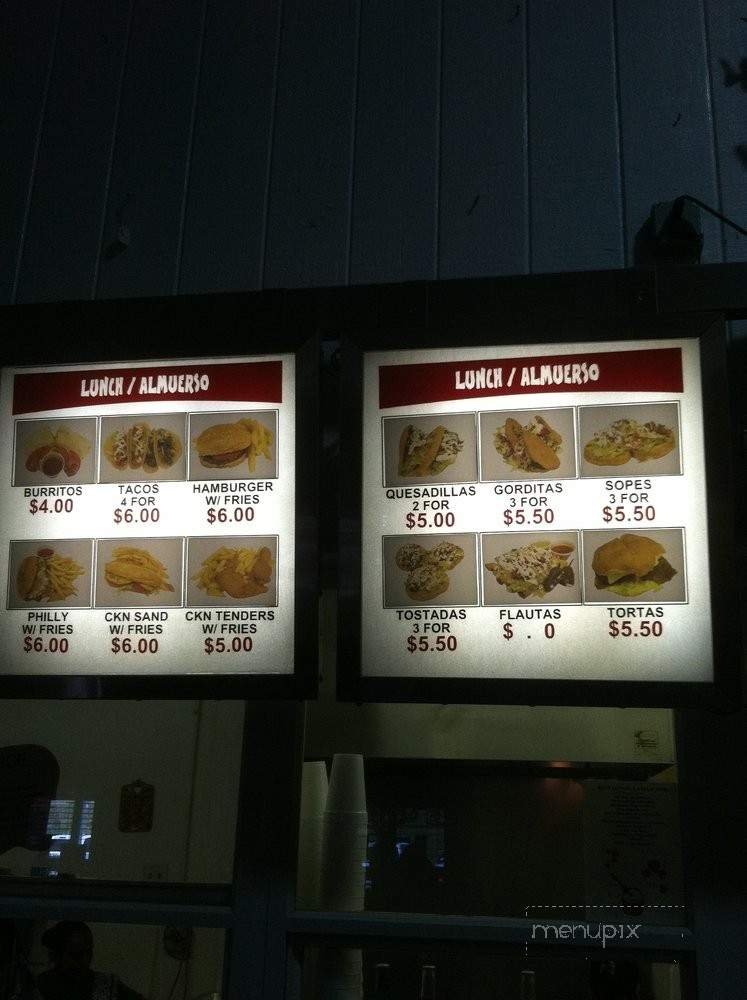 LUNCH / ALMUERSO
BURRITOS
$4.00
TACOS
4 FOR
$6.00
HAMBURGER
W/ FRIES
$6.00
PHILLY
W/ FRIES
$6.00
CKN SAND
W/ FRIES
$6.00
CKN TENDERS
W/ FRIES
$5.00
LUNCH / ALMUERSO
QUESADILLAS
2 FOR
$5.00
GORDITAS
3 FOR
$5.50
SOPES
3 FOR
$5.50
TOSTADAS
3 FOR
$5.50
FLAUTAS
$ . 0
TORTAS
$5.50
menupix